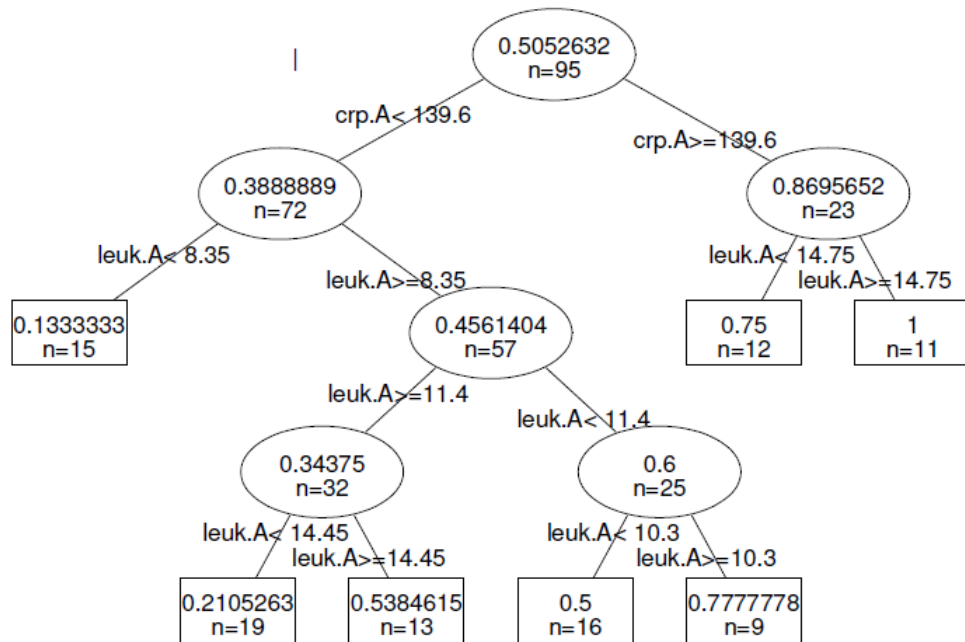 0.5052632
n=95
crp.A< 139.6
crp.A>=139.6
0.3888889
n=72
0.8695652
n=23
leuk.A< 8.35
leuk.A>=8.35
leuk.A< 14.75
leuk.A>=14.75
0.1333333
n=15
0.4561404
n=57
0.75
n=12
1
n=11
leuk.A>=11.4
leuk.A< 11.4
0.34375
n=32
0.6
n=25
leuk.A< 14.45
leuk.A>=14.45
leuk.A< 10.3
leuk.A>=10.3
0.2105263
n=19
0.5384615
n=13
0.5
n=16
0.7777778
n=9